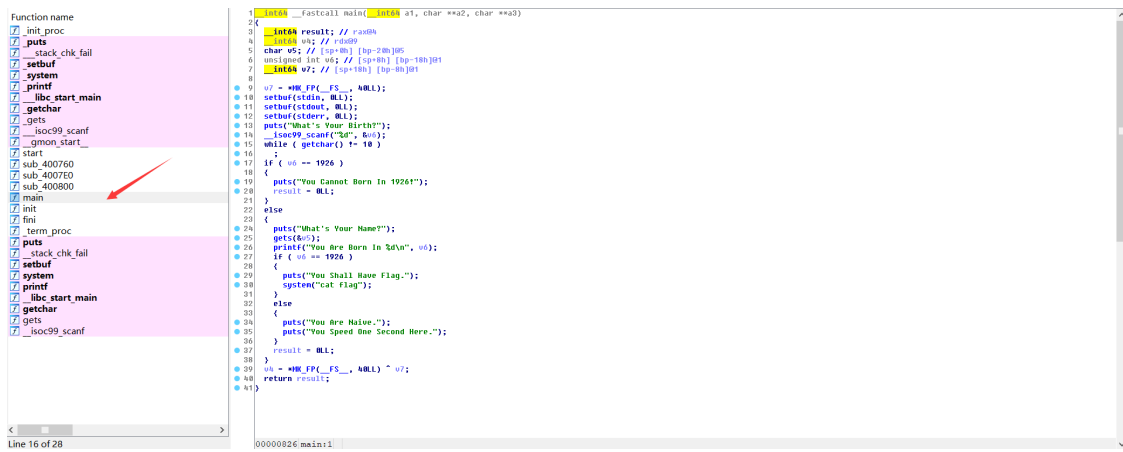 Function name
_init_proc
_puts
___stack_chk_fail
_setbuf
_system
_printf
___libc_start_main
_getchar
_gets
___isoc99_scanf
__gmon_start__
start
sub_400760
sub_4007E0
sub_400800
main
init
fini
_term_proc
puts
__stack_chk_fail
setbuf
system
printf
__libc_start_main
getchar
gets
__isoc99_scanf
Line 16 of 28
1 __int64 __fastcall main(__int64 a1, char **a2, char **a3)
2 {
3 __int64 result; // rax@4
4 __int64 v4; // rdx@9
5 char v5; // [sp+0h] [bp-20h]@5
6 unsigned int v6; // [sp+8h] [bp-18h]@1
7 __int64 v7; // [sp+18h] [bp-8h]@1
8
9 v7 = *MK_FP(__FS__, 40LL);
10 setbuf(stdin, 0LL);
11 setbuf(stdout, 0LL);
12 setbuf(stderr, 0LL);
13 puts("What's Your Birth?");
14 __isoc99_scanf("%d", &v6);
15 while ( getchar() != 10 )
16 ;
17 if ( v6 == 1926 )
18 {
19 puts("You Cannot Born In 1926!");
20 result = 0LL;
21 }
22 else
23 {
24 puts("What's Your Name?");
25 gets(&v5);
26 printf("You Are Born In %d\n", v6);
27 if ( v6 == 1926 )
28 {
29 puts("You Shall Have Flag.");
30 system("cat flag");
31 }
32 else
33 {
34 puts("You Are Naive.");
35 puts("You Speed One Second Here.");
36 }
37 result = 0LL;
38 }
39 v4 = *MK_FP(__FS__, 40LL) ^ v7;
40 return result;
41 }
00000826 main:1